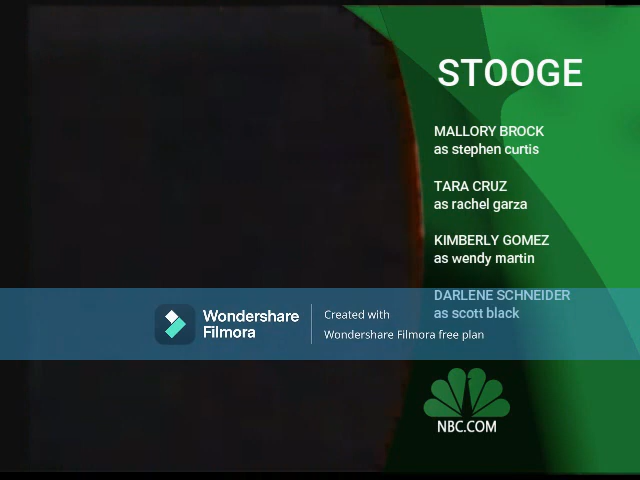 STOOGE
MALLORY BROCK
as stephen curtis
TARA CRUZ
as rachel garza
KIMBERLY GOMEZ
as wendy martin
DARLENE SCHNEIDER
as scott black
Wondershare
Filmora
Created with
Wondershare Filmora free plan
NBC.COM